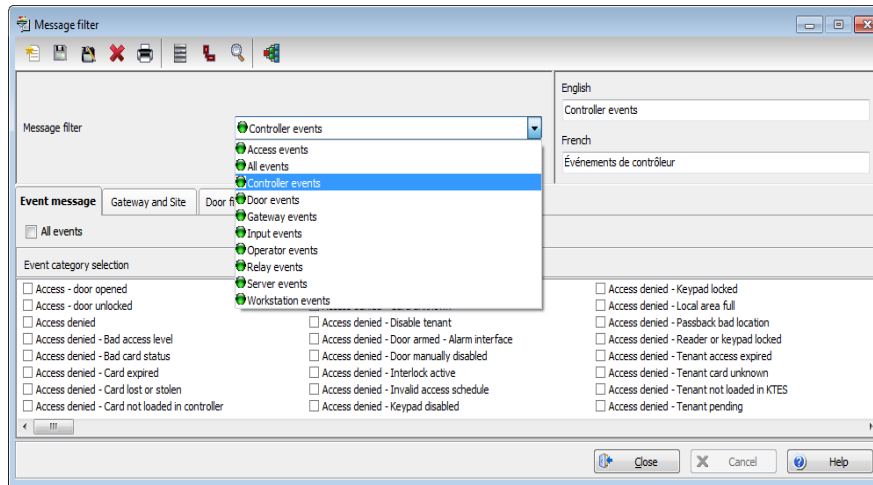 Message filter
English
Controller events
Message filter
Controller events
French
Événements de contrôleur
Access events
All events
Controller events
Door events
Gateway events
Input events
Operator events
Relay events
Server events
Workstation events
Event message
Gateway and Site
Door fi
All events
Event category selection
Access - door opened
Access - door unlocked
Access denied
Access denied - Bad access level
Access denied - Bad card status
Access denied - Card expired
Access denied - Card lost or stolen
Access denied - Card not loaded in controller
Access denied - Disable tenant
Access denied - Door armed - Alarm interface
Access denied - Door manually disabled
Access denied - Interlock active
Access denied - Invalid access schedule
Access denied - Keypad disabled
Access denied - Keypad locked
Access denied - Local area full
Access denied - Passback bad location
Access denied - Reader or keypad locked
Access denied - Tenant access expired
Access denied - Tenant card unknown
Access denied - Tenant not loaded in KTES
Access denied - Tenant pending
Close
Cancel
Help